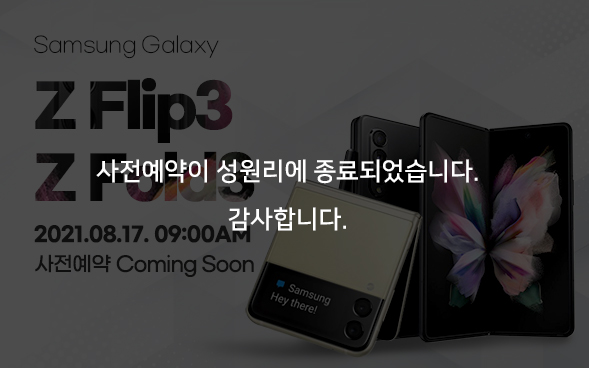 Samsung Galaxy
Z Flip3
Z Fold3
사전예약이 성원리에 종료되었습니다.
감사합니다.
2021.08.17. 09:00AM
사전예약 Coming Soon
Samsung
Hey there!